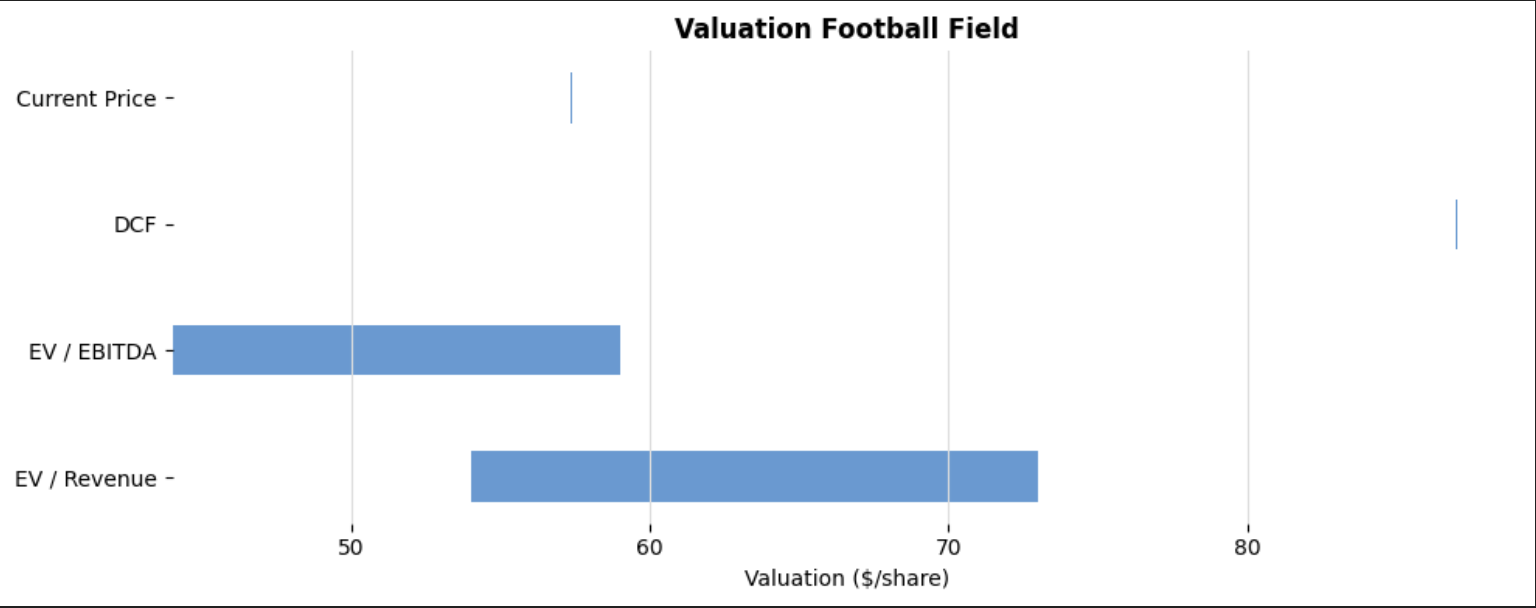 Valuation Football Field
Current Price
DCF
EV / EBITDA
EV / Revenue
50 60 70 80
Valuation ($/share)